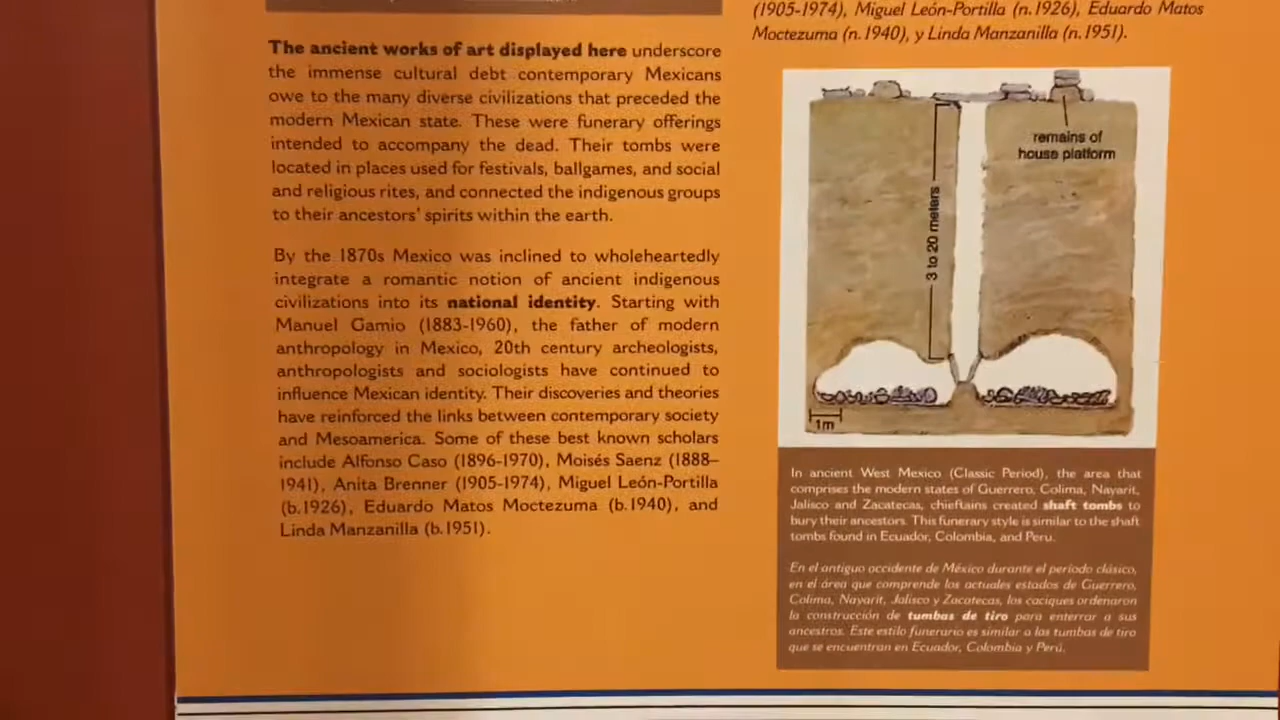 The ancient works of art displayed here underscore
the immense cultural debt contemporary Mexicans
owe to the many diverse civilizations that preceded the
modern Mexican state. These were funerary offerings
intended to accompany the dead. Their tombs were
located in places used for festivals, ballgames, and social
and religious rites, and connected the indigenous groups
to their ancestors' spirits within the earth.
By the 1870s Mexico was inclined to wholeheartedly
integrate a romantic notion of ancient indigenous
civilizations into its national identity. Starting with
Manuel Gamio (1883-1960), the father of modern
anthropology in Mexico, 20th century archeologists,
anthropologists and sociologists have continued to
influence Mexican identity. Their discoveries and theories
have reinforced the links between contemporary society
and Mesoamerica. Some of these best known scholars
include Alfonso Caso (1896-1970), Moisés Saenz (1888–
1941), Anita Brenner (1905-1974), Miguel León-Portilla
(b.1926), Eduardo Matos Moctezuma (b.1940), and
Linda Manzanilla (b.1951).
(1905-1974), Miguel León-Portilla (n.1926), Eduardo Matos
Moctezuma (n.1940), y Linda Manzanilla (n.1951).
remains of
house platform
3 to 20 meters
1m
In ancient West Mexico (Classic Period), the area that
comprises the modern states of Guerrero, Colima, Nayarit,
Jalisco and Zacatecas, chieftains created shaft tombs to
bury their ancestors. This funerary style is similar to the shaft
tombs found in Ecuador, Colombia, and Peru.
En el antiguo occidente de México durante el período clásico,
en el área que comprende los actuales estados de Guerrero,
Colima, Nayarit, Jalisco y Zacatecas, los caciques ordenaron
la construcción de tumbas de tiro para enterrar a sus
ancestros. Este estilo funerario es similar a las tumbas de tiro
que se encuentran en Ecuador, Colombia y Perú.